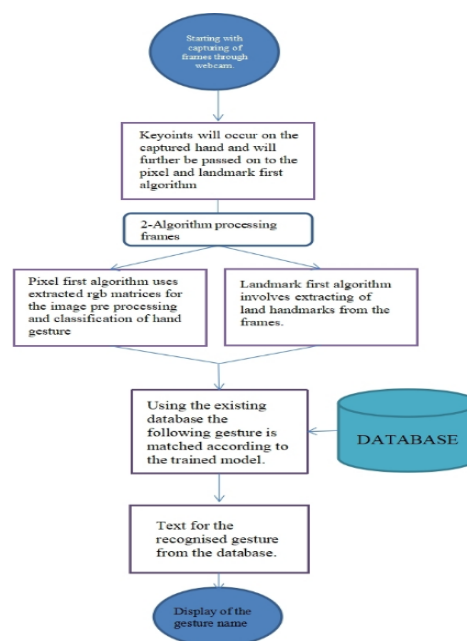 Starting with
capturing of
frames through
webcam.
Keyoints will occur on the
captured hand and will
further be passed on to the
pixel and landmark first
algorithm
2-Algorithm processing
frames
Pixel first algorithm uses
extracted rgb matrices for
the image pre processing
and classification of hand
gesture
Landmark first algorithm
involves extracting of
land handmarks from the
frames.
Using the existing
database the
following gesture is
matched according to
the trained model.
DATABASE
Text for the
recognised gesture
from the database.
Display of the
gesture name